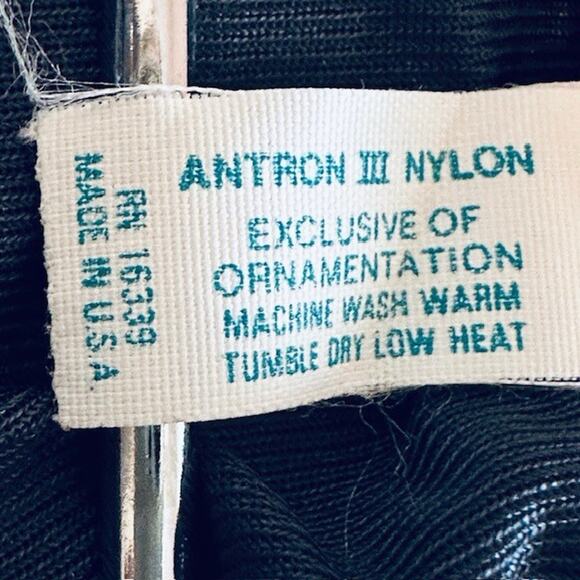 ANTRON III NYLON
EXCLUSIVE OF
ORNAMENTATION
MACHINE WASH WARM
TUMBLE DRY LOW HEAT
RN 16339
MADE IN U.S.A